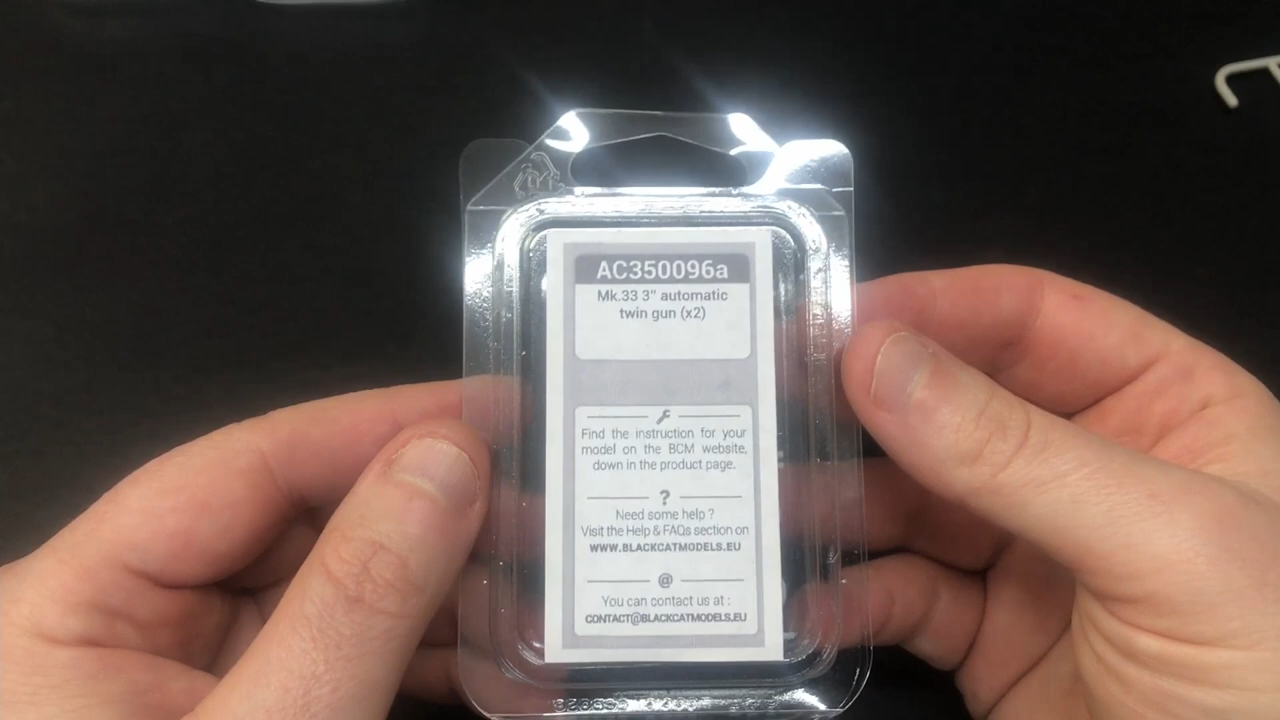 AC350096a
Mk.33 3" automatic
twin gun (x2)
Find the instruction for your
model on the BCM website,
down in the product page.
?
Need some help ?
Visit the Help & FAQs section on
WWW.BLACKCATMODELS.EU
@
You can contact us at :
CONTACT@BLACKCATMODELS.EU